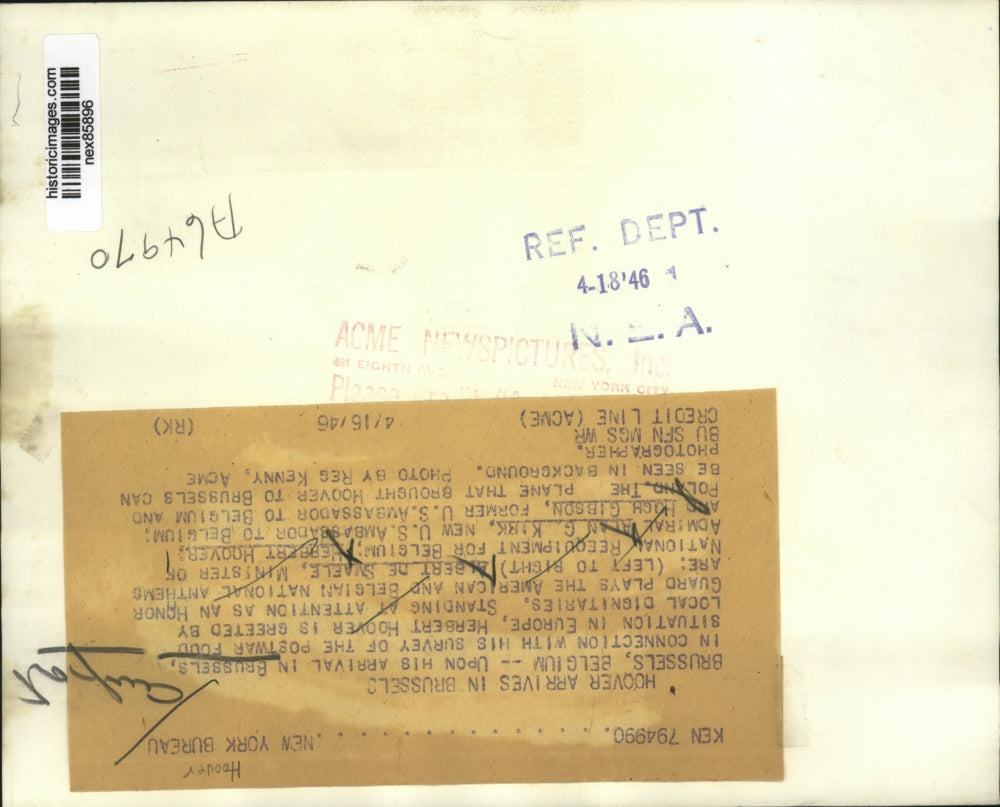 historicimages.com
nex85896
A64970
REF. DEPT.
4-18'46
N. E. A.
ACME NEWSPICTURES, Inc.
461 EIGHTH AVE. NEW YORK CITY
Please
Hoover
KEN 794990. . . . . . . . . . . . . . . .NEW YORK BUREAU
HOOVER ARRIVES IN BRUSSELS
BRUSSELS, BELGIUM -- UPON HIS ARRIVAL IN BRUSSELS,
IN CONNECTION WITH HIS SURVEY OF THE POSTWAR FOOD
SITUATION IN EUROPE, HERBERT HOOVER IS GREETED BY
LOCAL DIGNITARIES. STANDING AT ATTENTION AS AN HONOR
GUARD PLAYS THE AMERICAN AND BELGIAN NATIONAL ANTHEMS
ARE: (LEFT TO RIGHT) ALBERT DE SMAELE, MINISTER OF
NATIONAL REEQUIPMENT FOR BELGIUM; HERBERT HOOVER;
ADMIRAL ALAN G. KIRK, NEW U.S. AMBASSADOR TO BELGIUM;
AND HUGH GIBSON, FORMER U.S. AMBASSADOR TO BELGIUM AND
POLAND. THE PLANE THAT BROUGHT HOOVER TO BRUSSELS CAN
BE SEEN IN BACKGROUND. PHOTO BY REG KENNY, ACME
PHOTOGRAPHER.
BU SFN MGS WR
CREDIT LINE (ACME) 4/16/46 (RK)